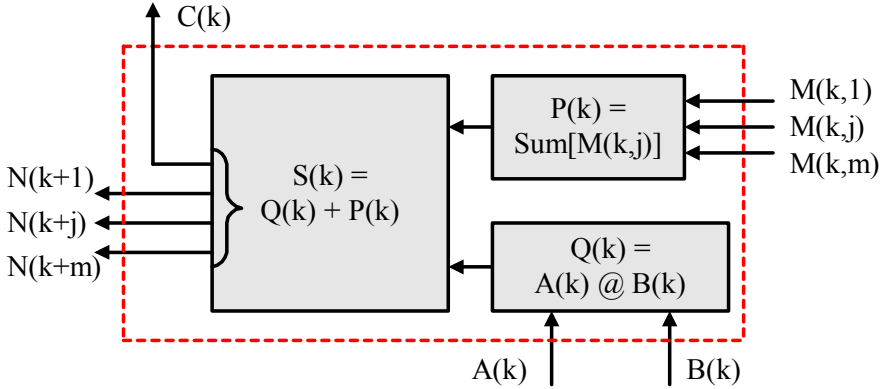 C(k)
P(k) =
Sum[M(k,j)]
M(k,1)
M(k,j)
M(k,m)
N(k+1)
N(k+j)
N(k+m)
S(k) =
Q(k) + P(k)
Q(k) =
A(k) @ B(k)
A(k)
B(k)